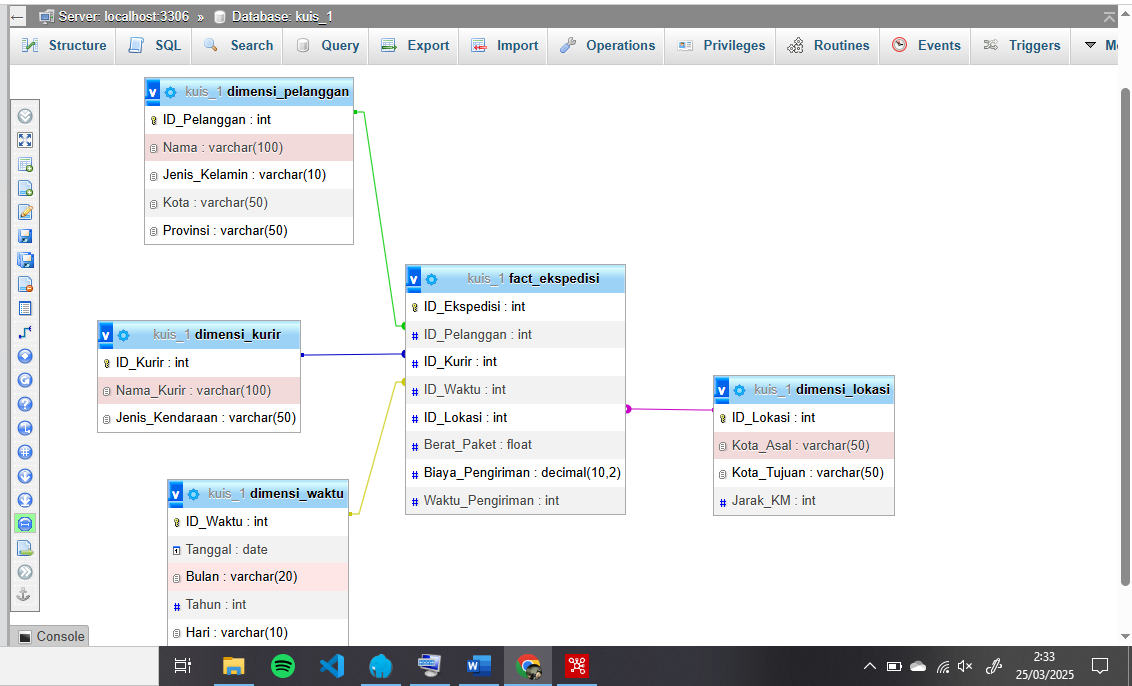 Server: localhost:3306 » Database: kuis_1
Structure SQL Search Query Export Import Operations Privileges Routines Events Triggers
kuis_1 dimensi_pelanggan
ID_Pelanggan : int
Nama : varchar(100)
Jenis_Kelamin : varchar(10)
Kota : varchar(50)
Provinsi : varchar(50)
kuis_1 fact_ekspedisi
ID_Ekspedisi : int
ID_Pelanggan : int
ID_Kurir : int
ID_Waktu : int
ID_Lokasi : int
Berat_Paket : float
Biaya_Pengiriman : decimal(10,2)
Waktu_Pengiriman : int
kuis_1 dimensi_kurir
ID_Kurir : int
Nama_Kurir : varchar(100)
Jenis_Kendaraan : varchar(50)
kuis_1 dimensi_lokasi
ID_Lokasi : int
Kota_Asal : varchar(50)
Kota_Tujuan : varchar(50)
Jarak_KM : int
kuis_1 dimensi_waktu
ID_Waktu : int
Tanggal : date
Bulan : varchar(20)
Tahun : int
Hari : varchar(10)
Console
2:33
25/03/2025